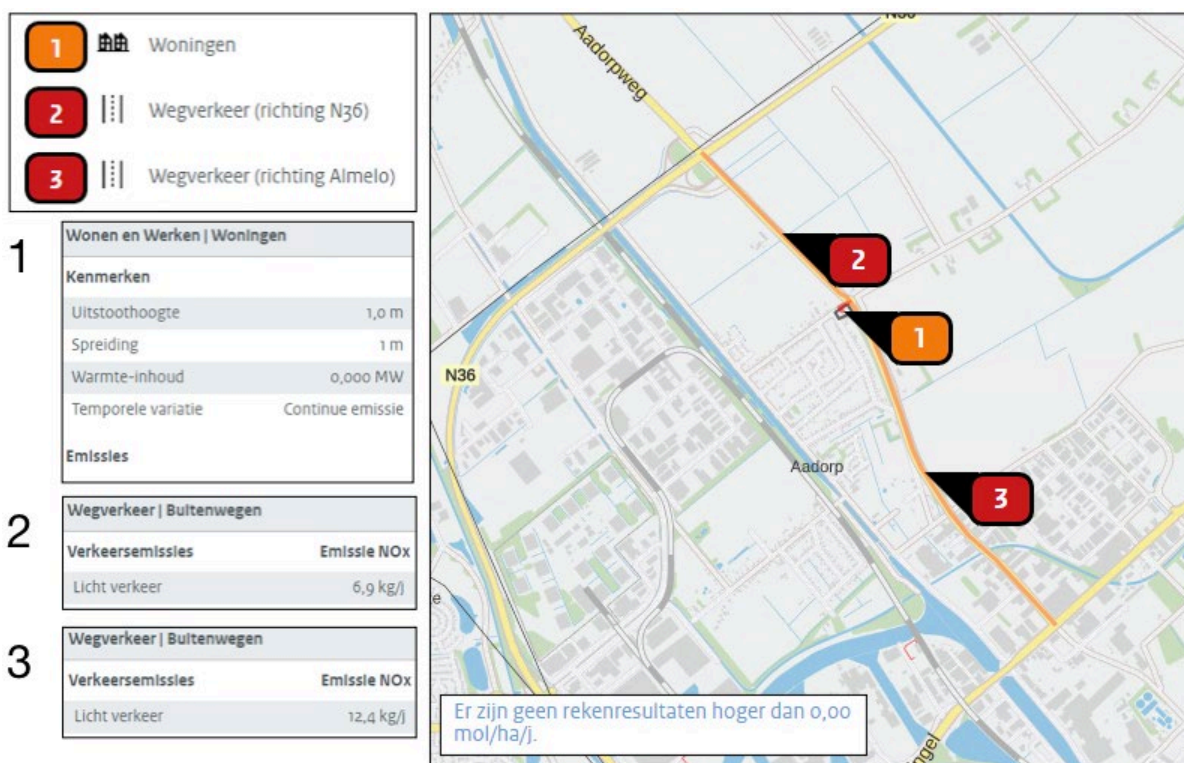 1 Woningen
2 Wegverkeer (richting N36)
3 Wegverkeer (richting Almelo)
1
Wonen en Werken | Woningen
Kenmerken
Uitstoothoogte 1,0 m
Spreiding 1 m
Warmte-inhoud 0,000 MW
Temporele variatie Continue emissie
Emissies
2
Wegverkeer | Buitenwegen
Verkeersemissies Emissie NOx
Licht verkeer 6,9 kg/j
3
Wegverkeer | Buitenwegen
Verkeersemissies Emissie NOx
Licht verkeer 12,4 kg/j
N36
Aadorpweg
2
1
N36
Aadorp
3
Er zijn geen rekenresultaten hoger dan 0,00
mol/ha/j.